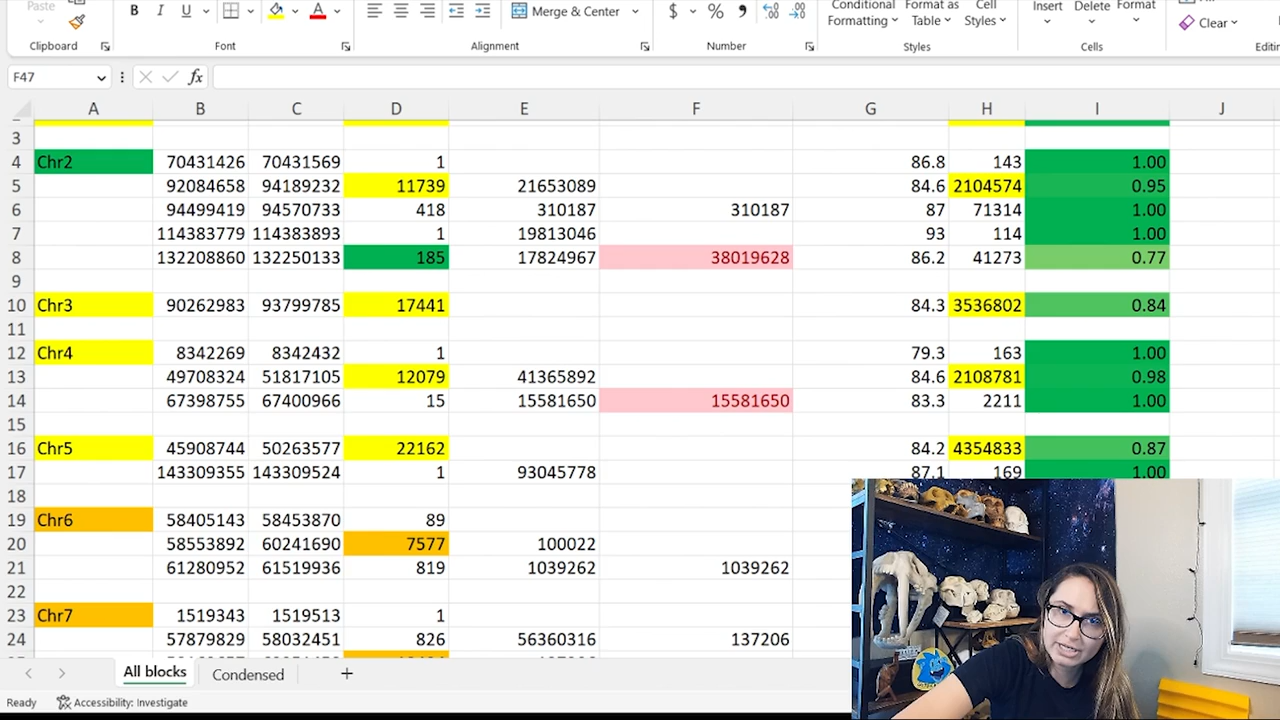 Paste
B I U
Merge & Center
$ % ,
Conditional Formatting
Format as Table
Cell Styles
Insert
Delete
Format
Clear
Clipboard
Font
Alignment
Number
Styles
Cells
F47
fx
A B C D E F G H I J
3
4 Chr2 70431426 70431569 1 86.8 143 1.00
5 92084658 94189232 11739 21653089 84.6 2104574 0.95
6 94499419 94570733 418 310187 310187 87 71314 1.00
7 114383779 114383893 1 19813046 93 114 1.00
8 132208860 132250133 185 17824967 38019628 86.2 41273 0.77
9
10 Chr3 90262983 93799785 17441 84.3 3536802 0.84
11
12 Chr4 8342269 8342432 1 79.3 163 1.00
13 49708324 51817105 12079 41365892 84.6 2108781 0.98
14 67398755 67400966 15 15581650 15581650 83.3 2211 1.00
15
16 Chr5 45908744 50263577 22162 84.2 4354833 0.87
17 143309355 143309524 1 93045778 87.1 169 1.00
18
19 Chr6 58405143 58453870 89
20 58553892 60241690 7577 100022
21 61280952 61519936 819 1039262 1039262
22
23 Chr7 1519343 1519513 1
24 57879829 58032451 826 56360316 137206
All blocks Condensed +
Ready Accessibility: Investigate